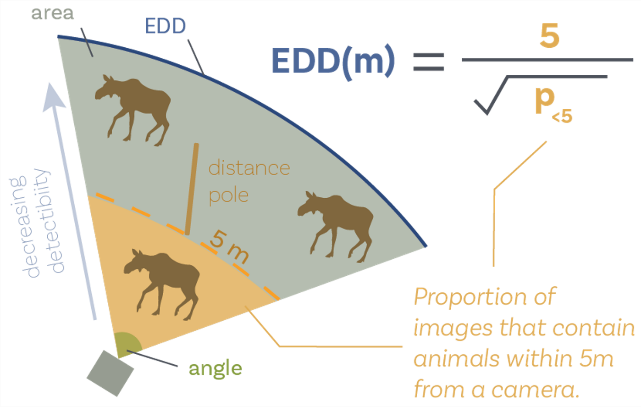 area
EDD
EDD(m) = 5
√p<5
decreasing
detectibiity
distance
pole
5 m
angle
Proportion of
images that contain
animals within 5m
from a camera.